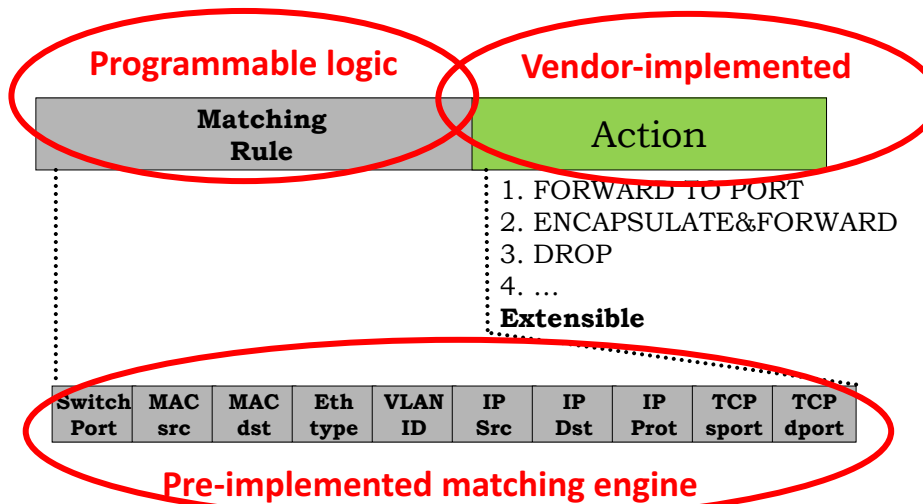 Programmable logic
Vendor-implemented
Matching
Rule
Action
1. FORWARD TO PORT
2. ENCAPSULATE&FORWARD
3. DROP
4. ...
Extensible
Switch Port
MAC src
MAC dst
Eth type
VLAN ID
IP Src
IP Dst
IP Prot
TCP sport
TCP dport
Pre-implemented matching engine